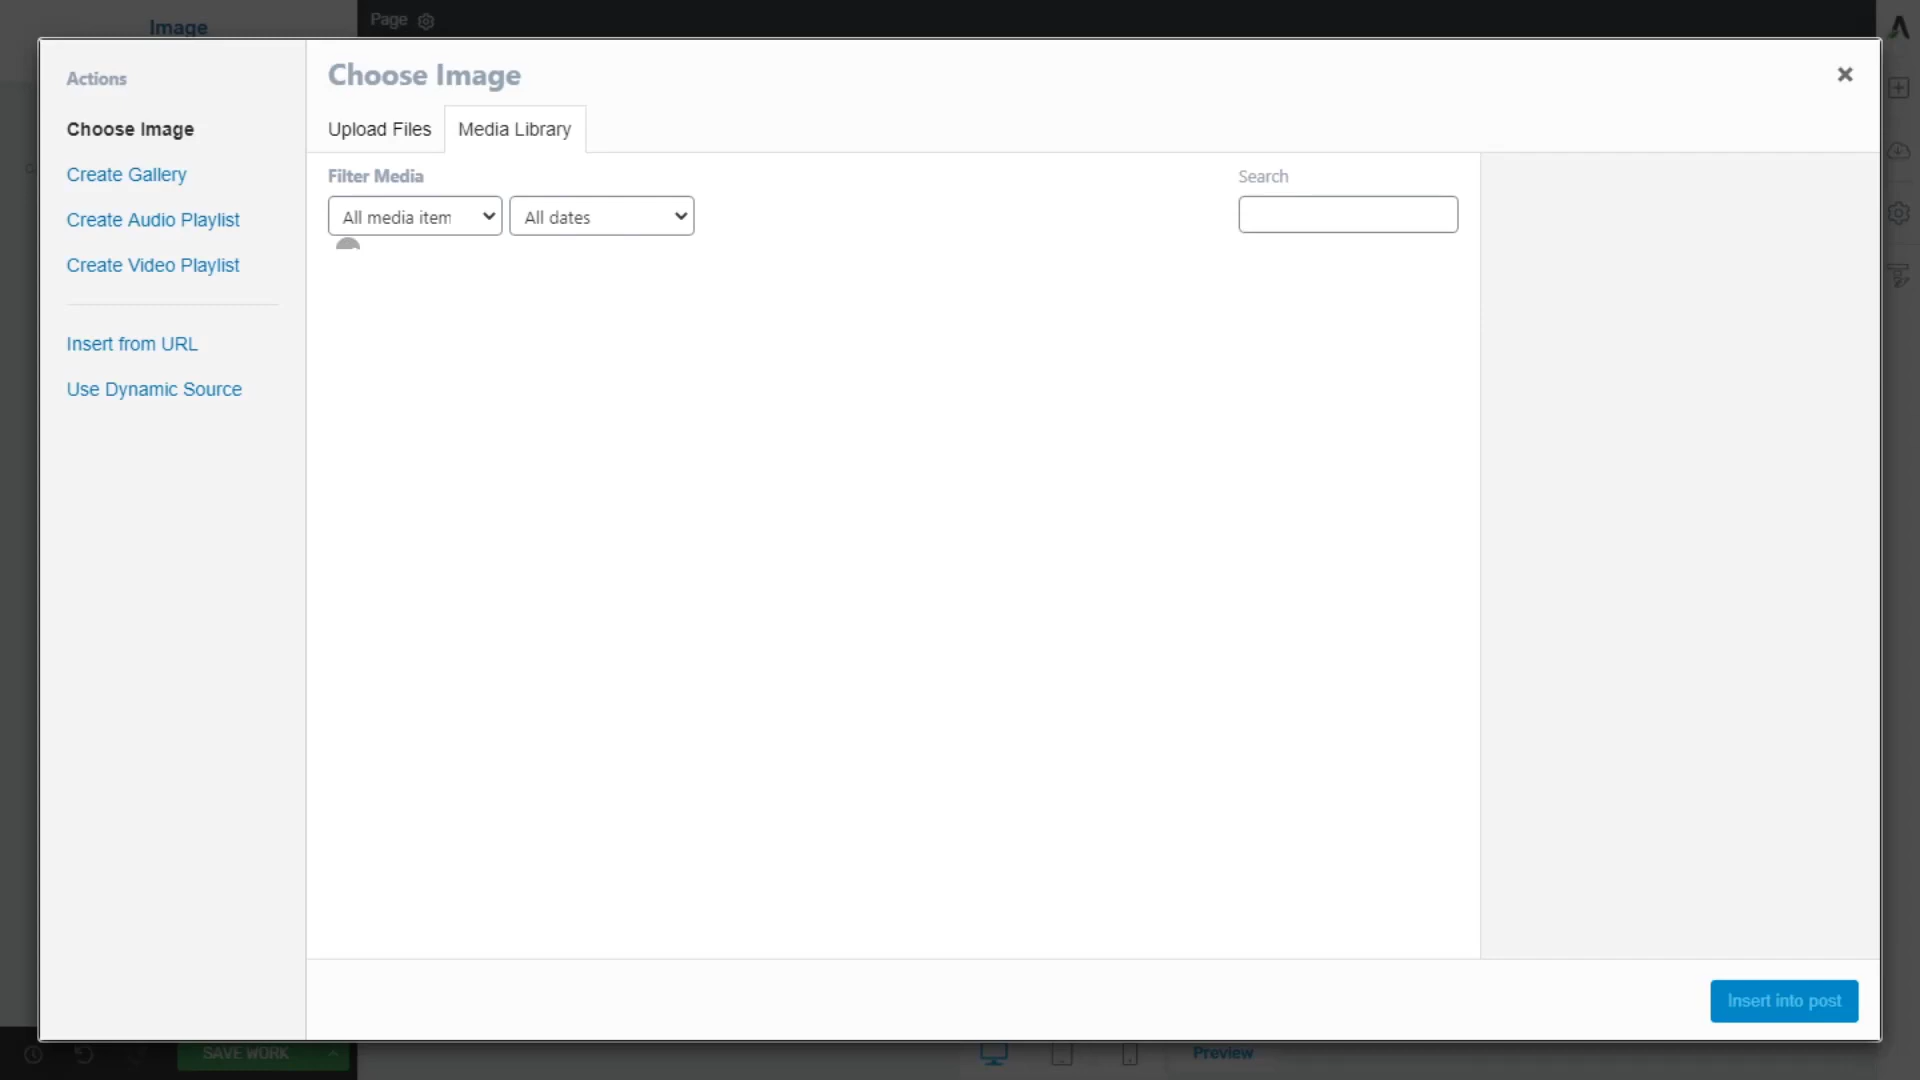 Image
Page
Actions
Choose Image
Create Gallery
Create Audio Playlist
Create Video Playlist
Insert from URL
Use Dynamic Source
Choose Image
Upload Files
Media Library
Filter Media
All media item
All dates
Search
Insert into post
SAVE WORK
Preview